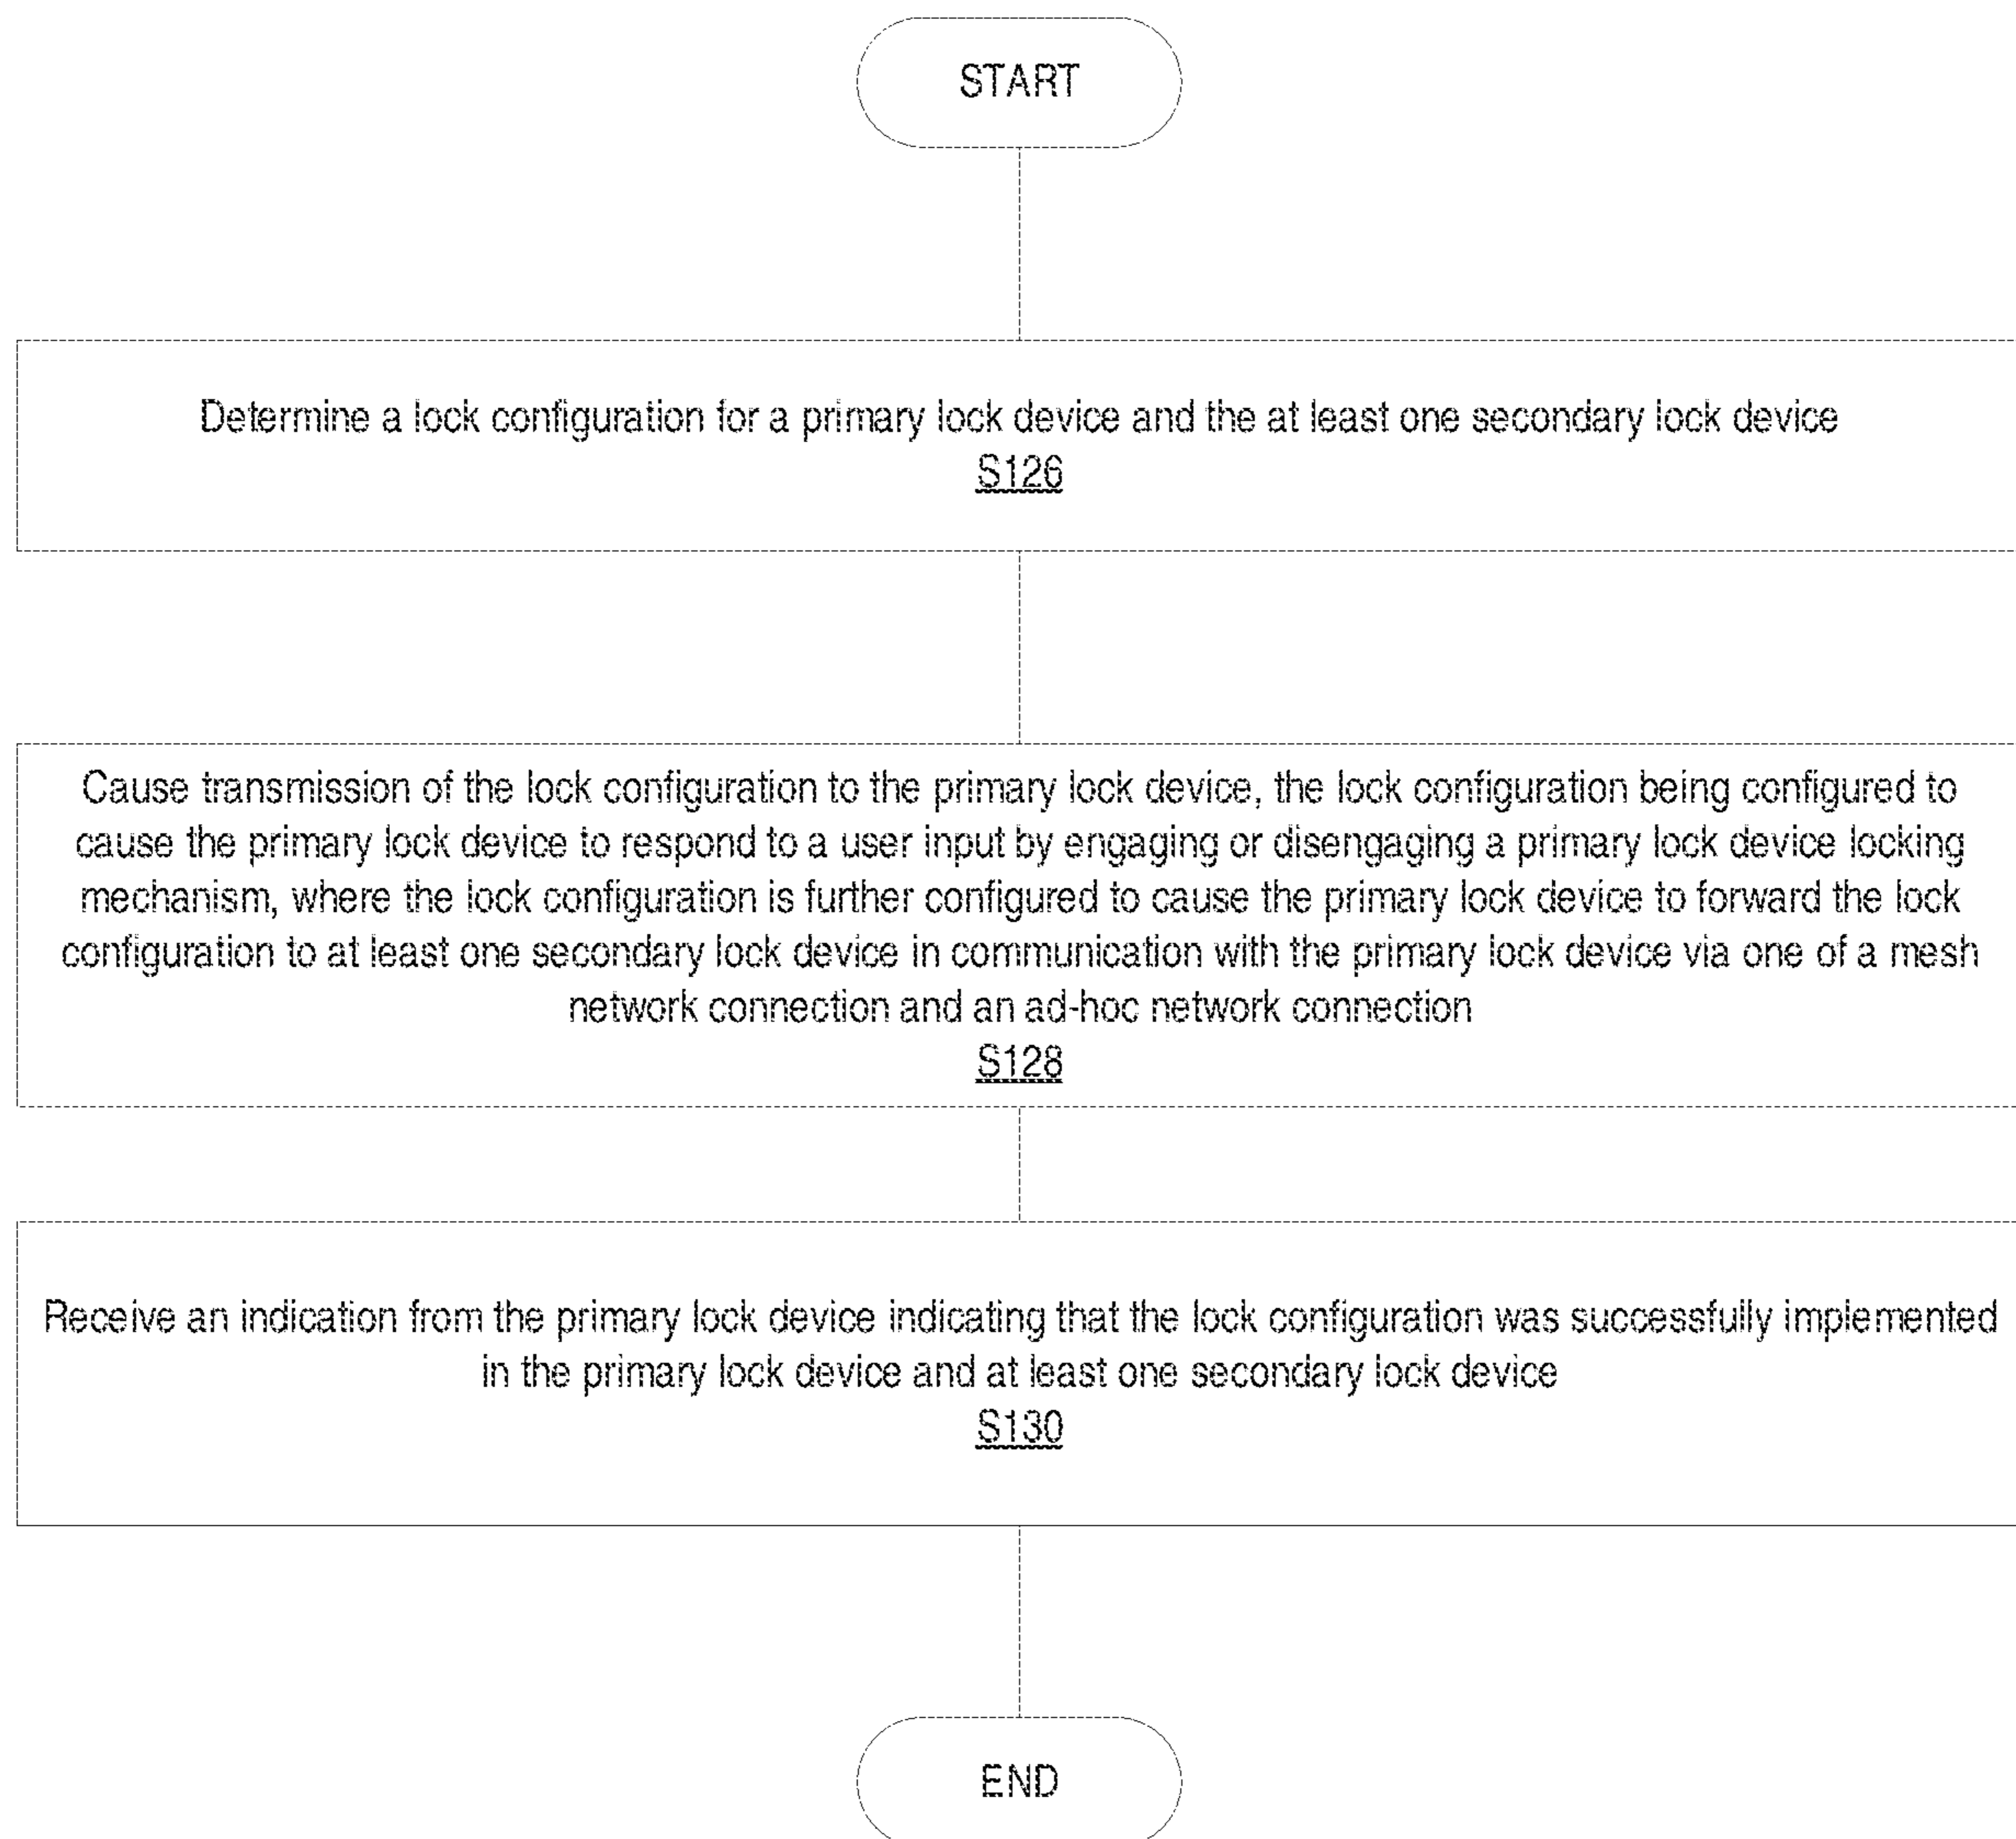 START
Determine a lock configuration for a primary lock device and the at least one secondary lock device
S126
Cause transmission of the lock configuration to the primary lock device, the lock configuration being configured to
cause the primary lock device to respond to a user input by engaging or disengaging a primary lock device locking
mechanism, where the lock configuration is further configured to cause the primary lock device to forward the lock
configuration to at least one secondary lock device in communication with the primary lock device via one of a mesh
network connection and an ad-hoc network connection
S128
Receive an indication from the primary lock device indicating that the lock configuration was successfully implemented
in the primary lock device and at least one secondary lock device
S130
END